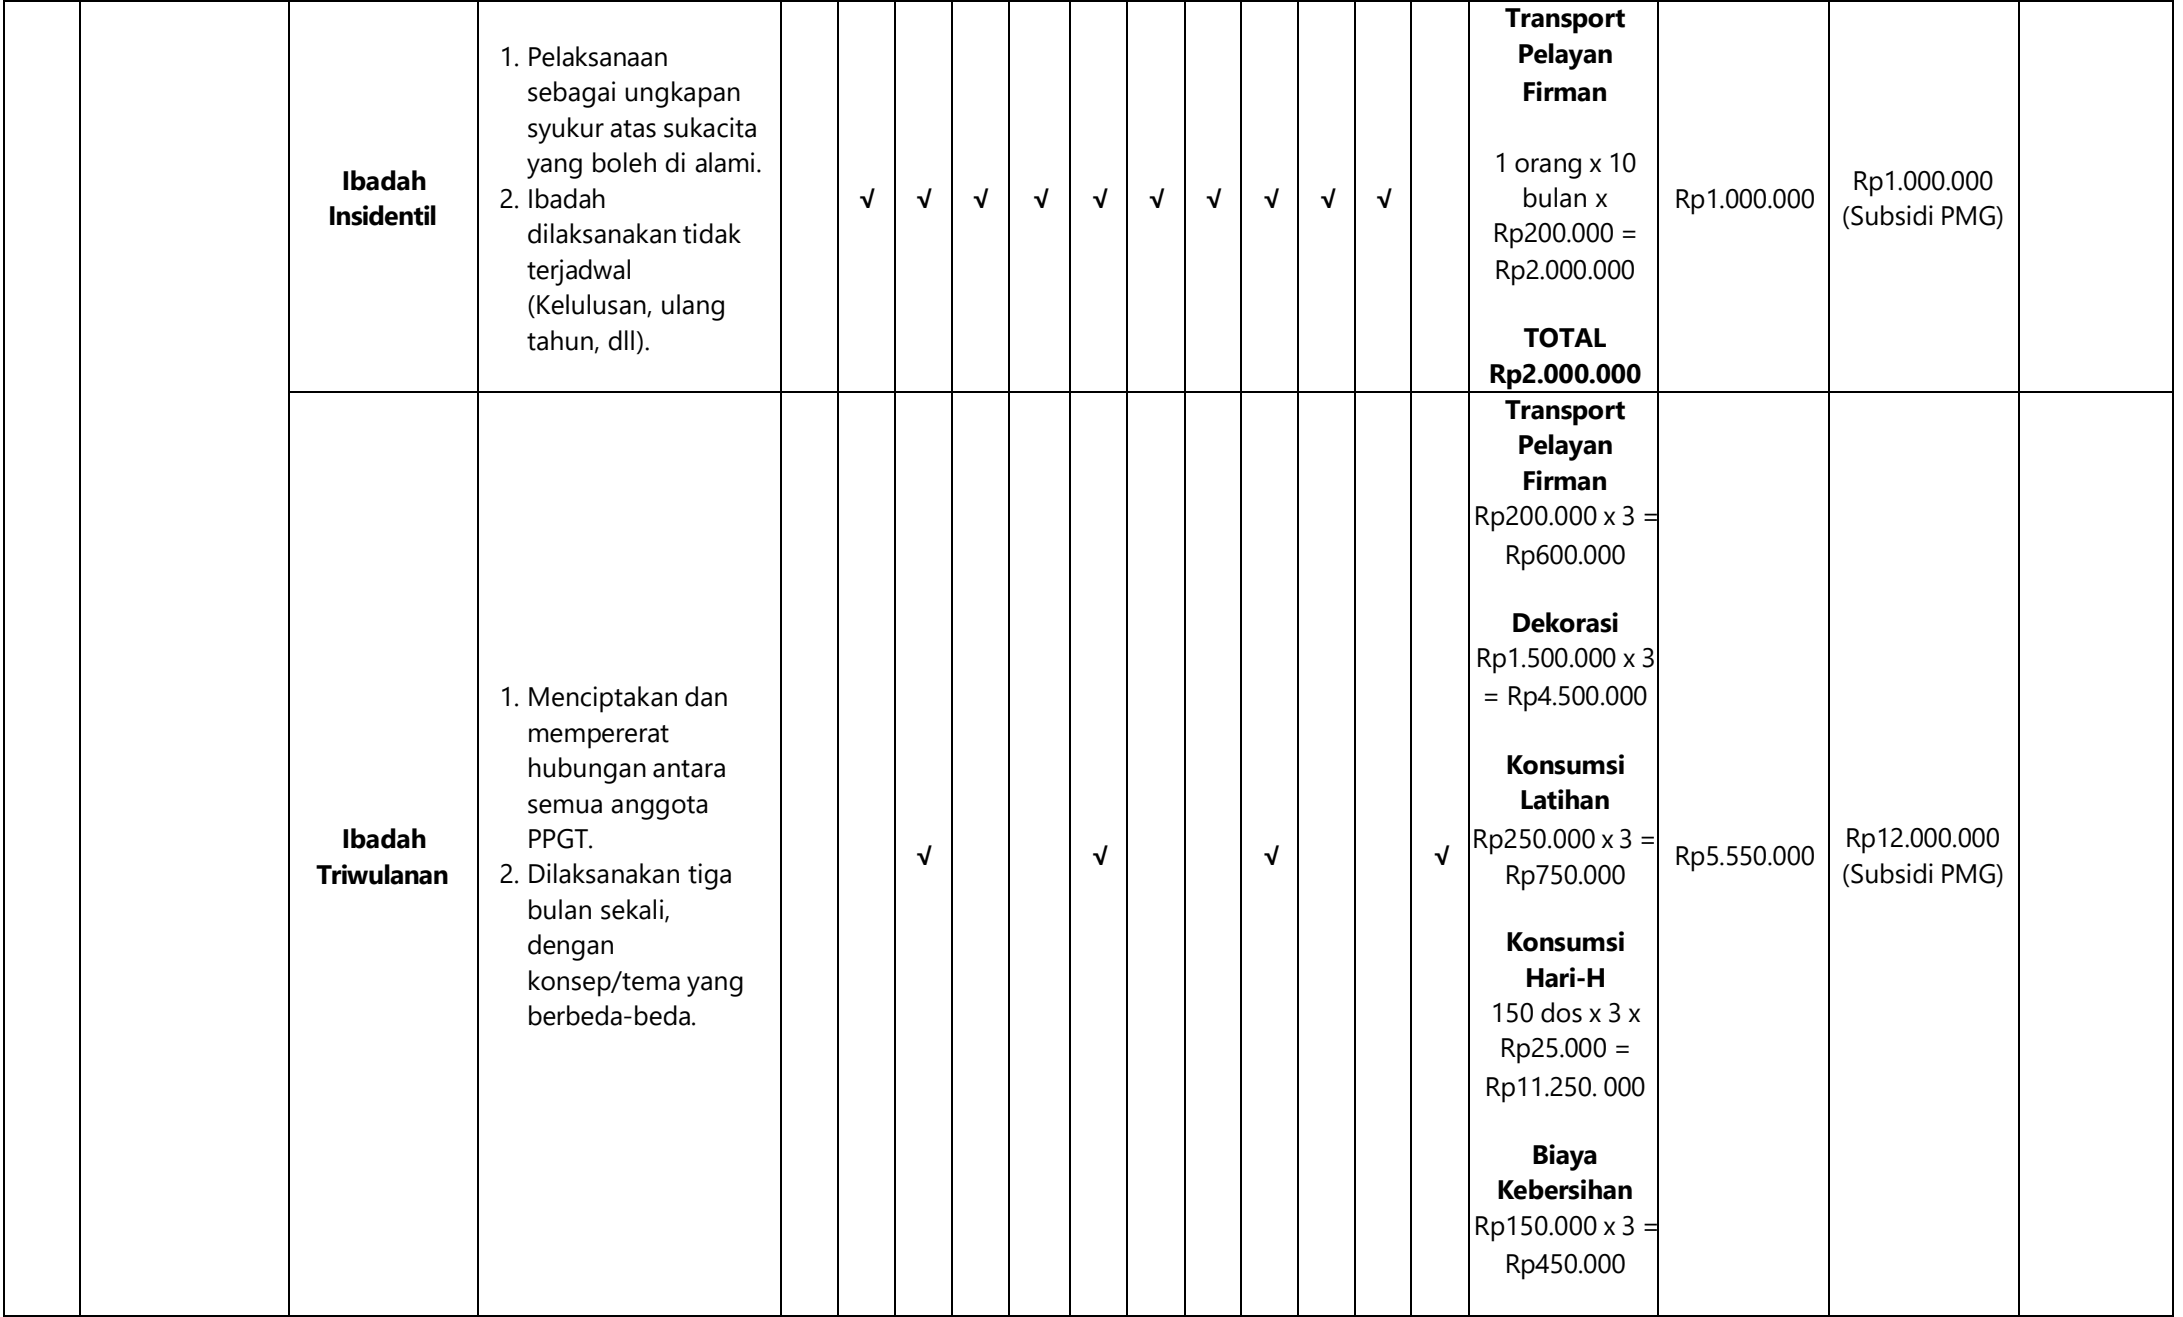 Ibadah
Insidentil
1. Pelaksanaan
sebagai ungkapan
syukur atas sukacita
yang boleh di alami.
2. Ibadah
dilaksanakan tidak
terjadwal
(Kelulusan, ulang
tahun, dll).
√ √ √ √ √ √ √ √ √ √
Transport
Pelayan
Firman
1 orang x 10
bulan x
Rp200.000 =
Rp2.000.000
TOTAL
Rp2.000.000
Rp1.000.000
Rp1.000.000
(Subsidi PMG)
Ibadah
Triwulanan
1. Menciptakan dan
mempererat
hubungan antara
semua anggota
PPGT.
2. Dilaksanakan tiga
bulan sekali,
dengan
konsep/tema yang
berbeda-beda.
√ √ √ √
Transport
Pelayan
Firman
Rp200.000 x 3 =
Rp600.000
Dekorasi
Rp1.500.000 x 3
= Rp4.500.000
Konsumsi
Latihan
Rp250.000 x 3 =
Rp750.000
Konsumsi
Hari-H
150 dos x 3 x
Rp25.000 =
Rp11.250. 000
Biaya
Kebersihan
Rp150.000 x 3 =
Rp450.000
Rp5.550.000
Rp12.000.000
(Subsidi PMG)